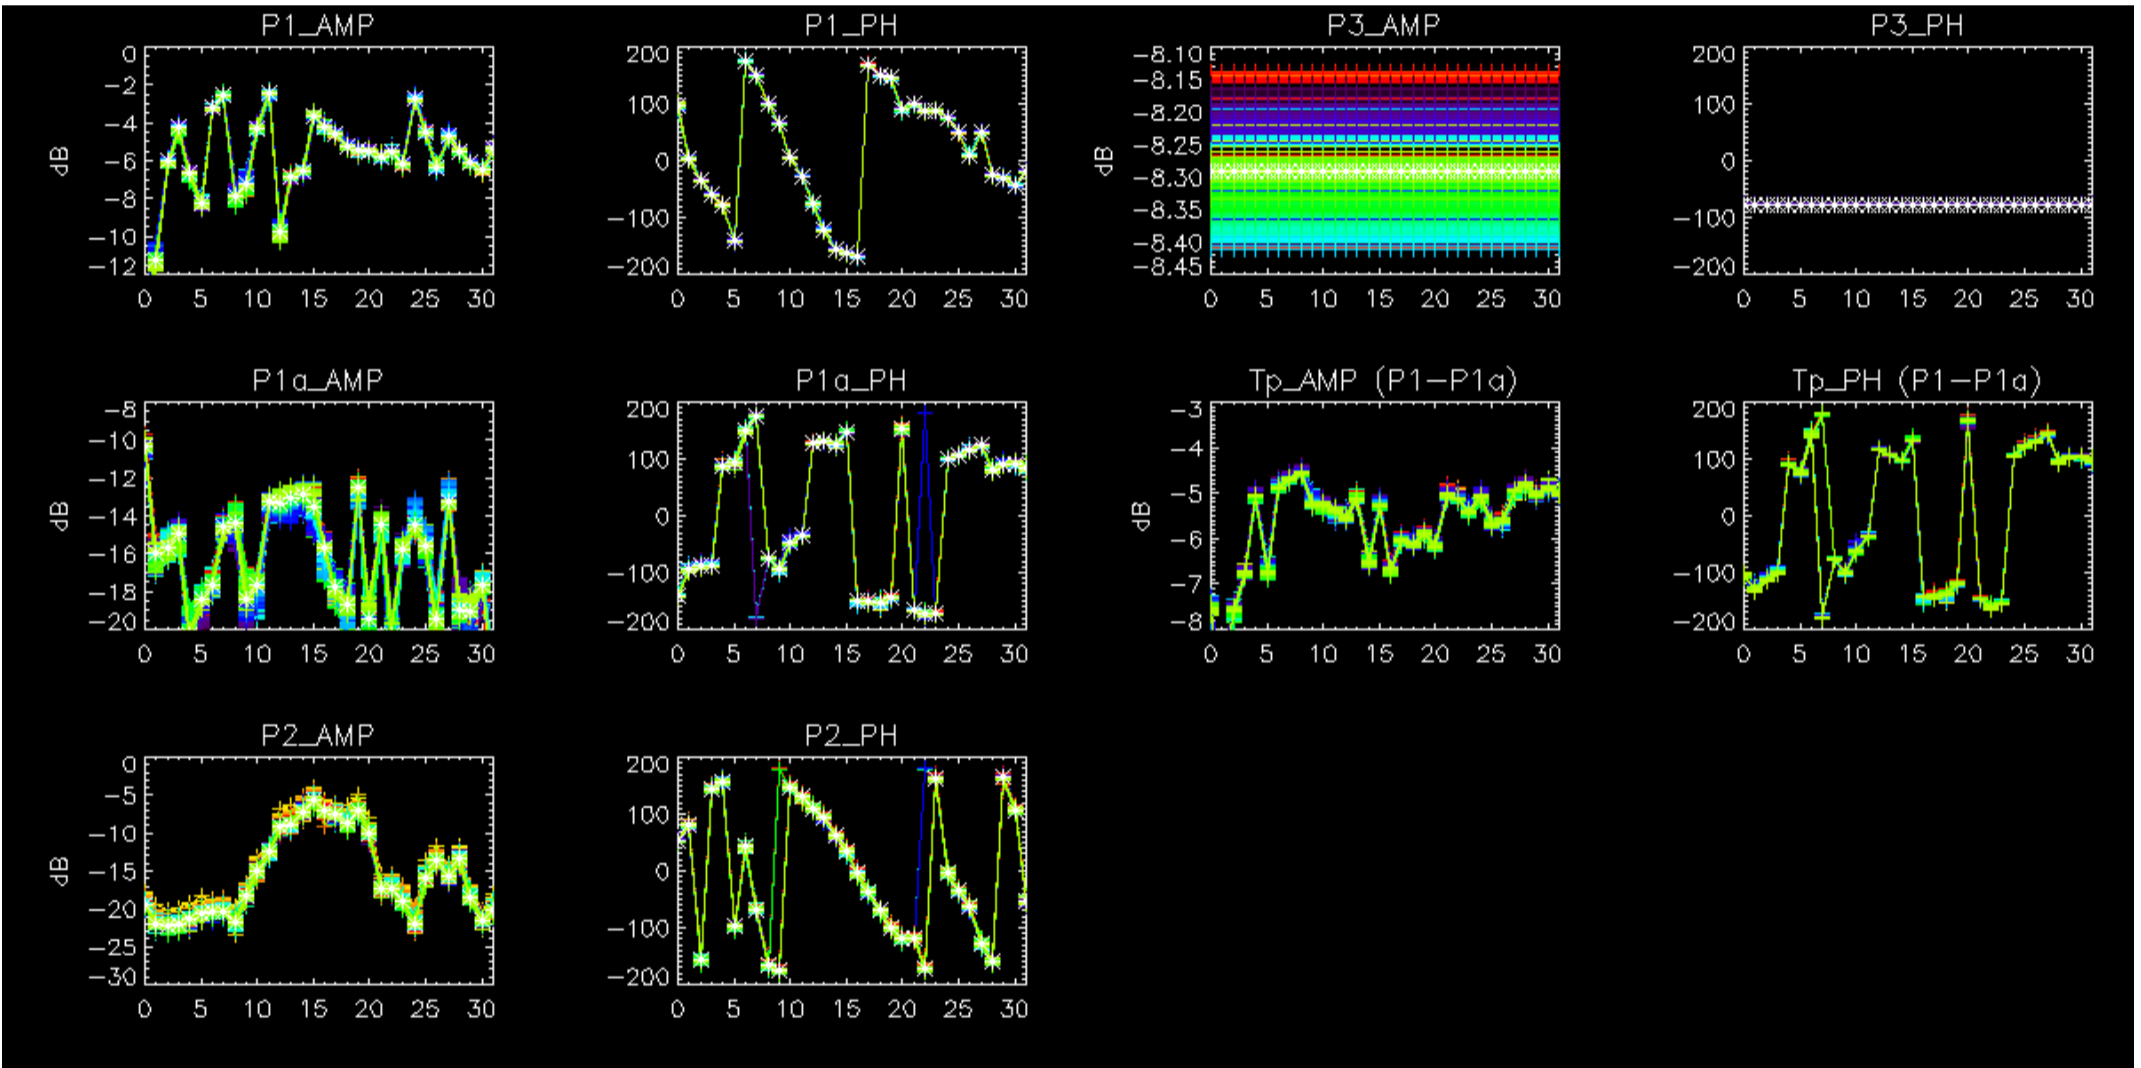 P1_AMP
0
-2
-4
-6
-8
-10
-12
dB
0 5 10 15 20 25 30
P1_PH
200
100
0
-100
-200
0 5 10 15 20 25 30
P3_AMP
-8.10
-8.15
-8.20
-8.25
-8.30
-8.35
-8.40
-8.45
dB
0 5 10 15 20 25 30
P3_PH
200
100
0
-100
-200
0 5 10 15 20 25 30
P1a_AMP
-8
-10
-12
-14
-16
-18
-20
dB
0 5 10 15 20 25 30
P1a_PH
200
100
0
-100
-200
0 5 10 15 20 25 30
Tp_AMP (P1-P1a)
-3
-4
-5
-6
-7
-8
dB
0 5 10 15 20 25 30
Tp_PH (P1-P1a)
200
100
0
-100
-200
0 5 10 15 20 25 30
P2_AMP
0
-5
-10
-15
-20
-25
-30
dB
0 5 10 15 20 25 30
P2_PH
200
100
0
-100
-200
0 5 10 15 20 25 30